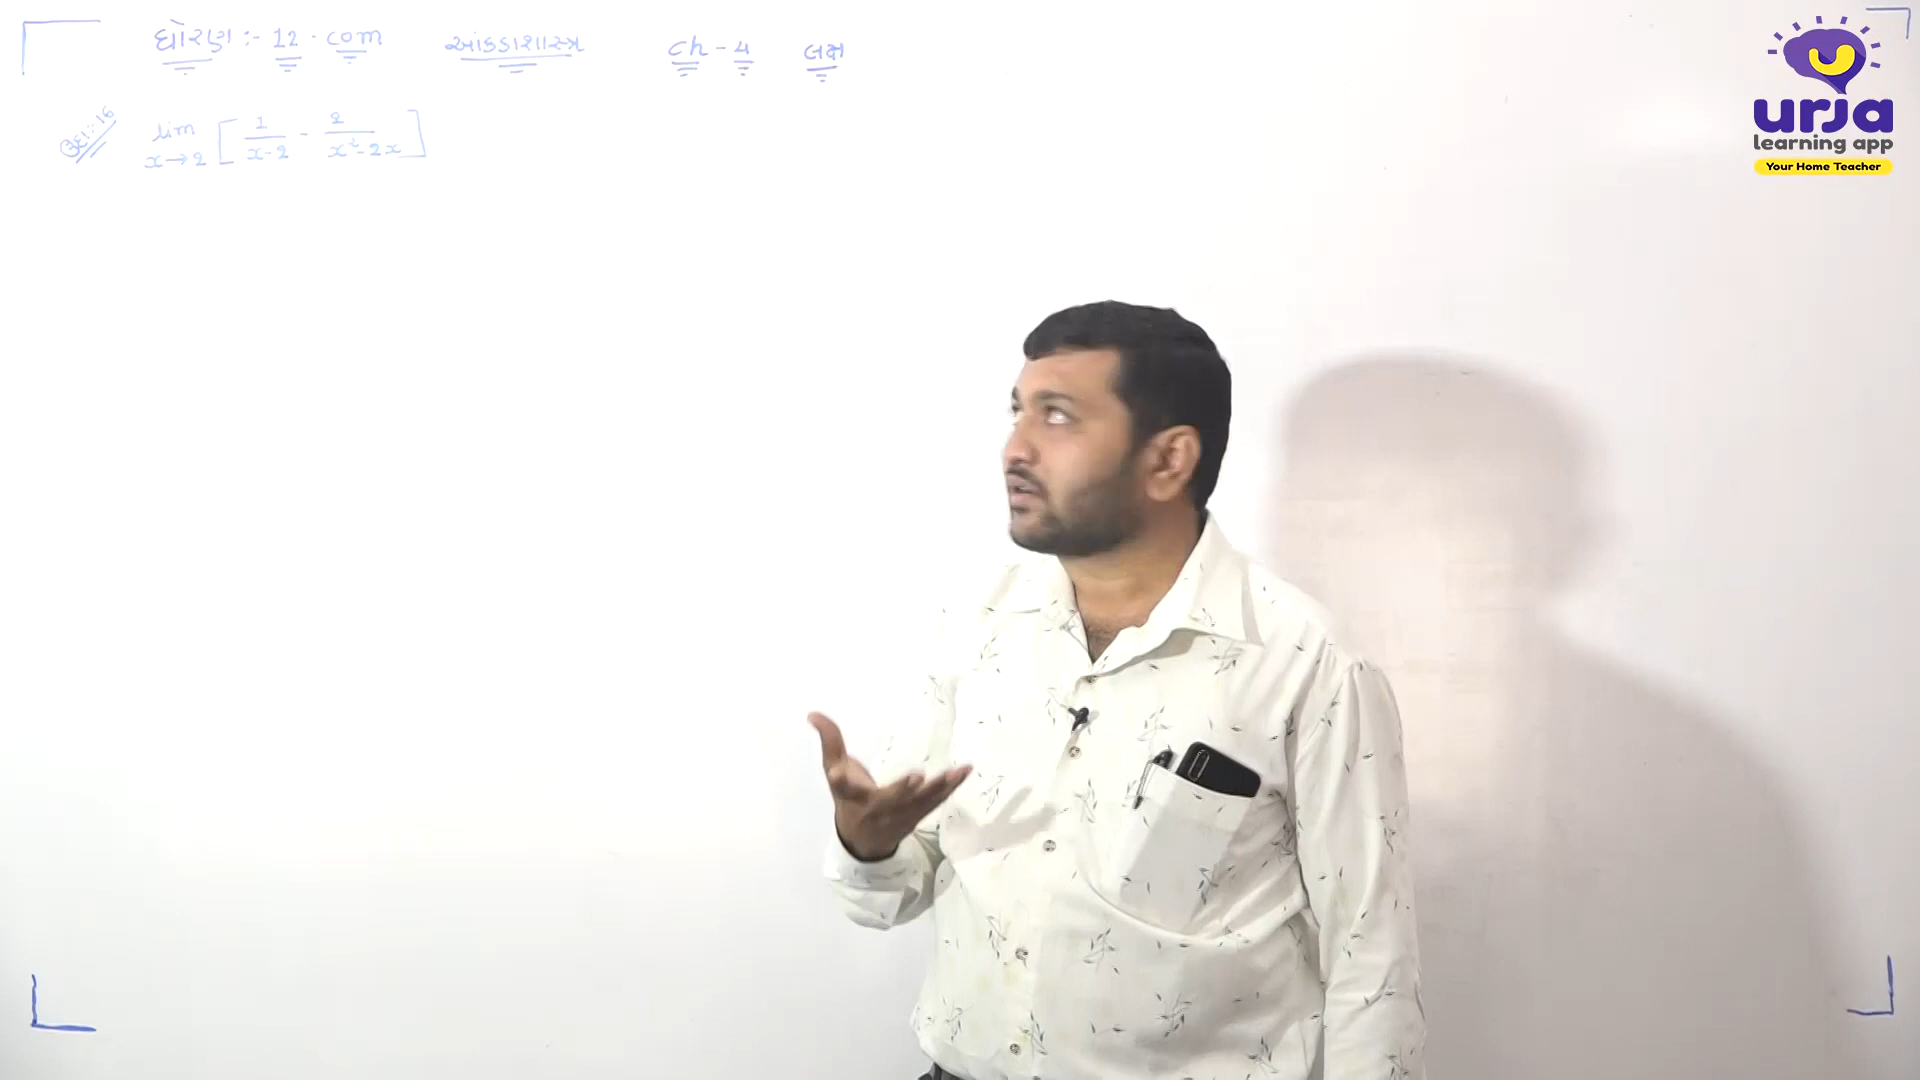 ધોરણ :- 12 - com આંકડાશાસ્ત્ર Ch - 4 લક્ષ
ઉદા:-16 lim x→2 [ 1/(x-2) - 2/(x²-2x) ]
urja
learning app
Your Home Teacher